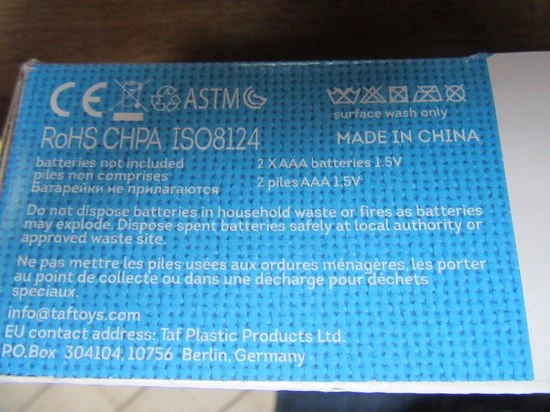 CE ASTM
surface wash only
RoHS CHPA ISO8124
MADE IN CHINA
batteries not included
piles non comprises
Батарейки не прилагаются
2 X AAA batteries 1.5V
2 piles AAA 1,5V
Do not dispose batteries in household waste or fires as batteries
may explode. Dispose spent batteries safely at local authority or
approved waste site.
Ne pas mettre les piles usées aux ordures ménagères, les porter
au point de collecte ou dans une décharge pour déchets
spéciaux.
info@taftoys.com
EU contact address: Taf Plastic Products Ltd.
P.O.Box 304104, 10756 Berlin, Germany